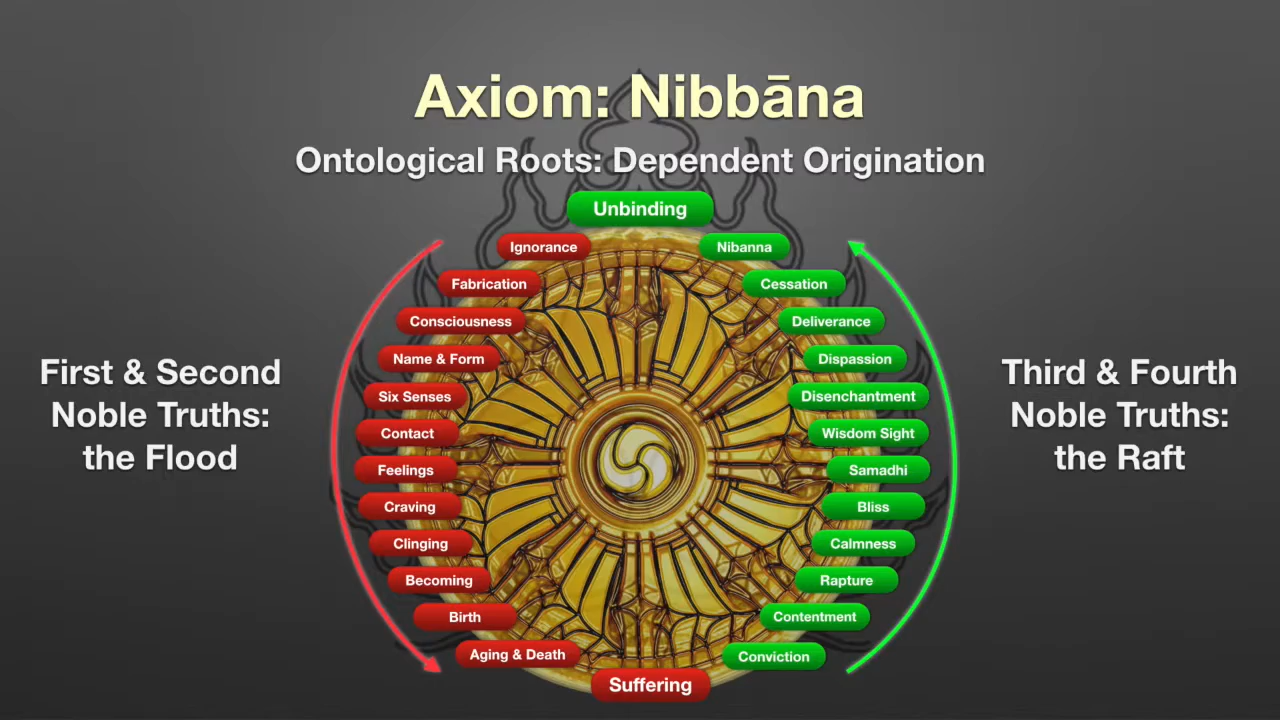 Axiom: Nibbāna
Ontological Roots: Dependent Origination
Unbinding
Ignorance
Fabrication
Consciousness
Name & Form
Six Senses
Contact
Feelings
Craving
Clinging
Becoming
Birth
Aging & Death
Suffering
Nibanna
Cessation
Deliverance
Dispassion
Disenchantment
Wisdom Sight
Samadhi
Bliss
Calmness
Rapture
Contentment
Conviction
First & Second
Noble Truths:
the Flood
Third & Fourth
Noble Truths:
the Raft